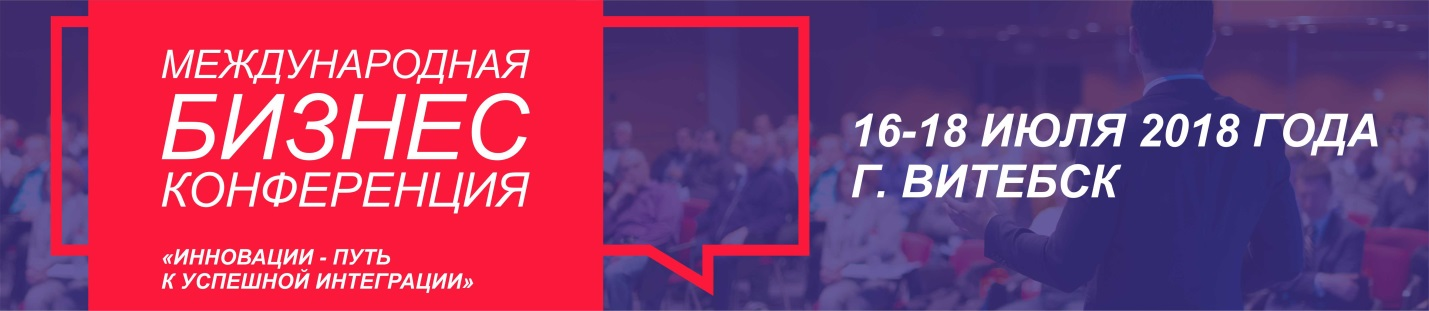 МЕЖДУНАРОДНАЯ
БИЗНЕС
КОНФЕРЕНЦИЯ
«ИННОВАЦИИ - ПУТЬ
К УСПЕШНОЙ ИНТЕГРАЦИИ»
16-18 ИЮЛЯ 2018 ГОДА
Г. ВИТЕБСК